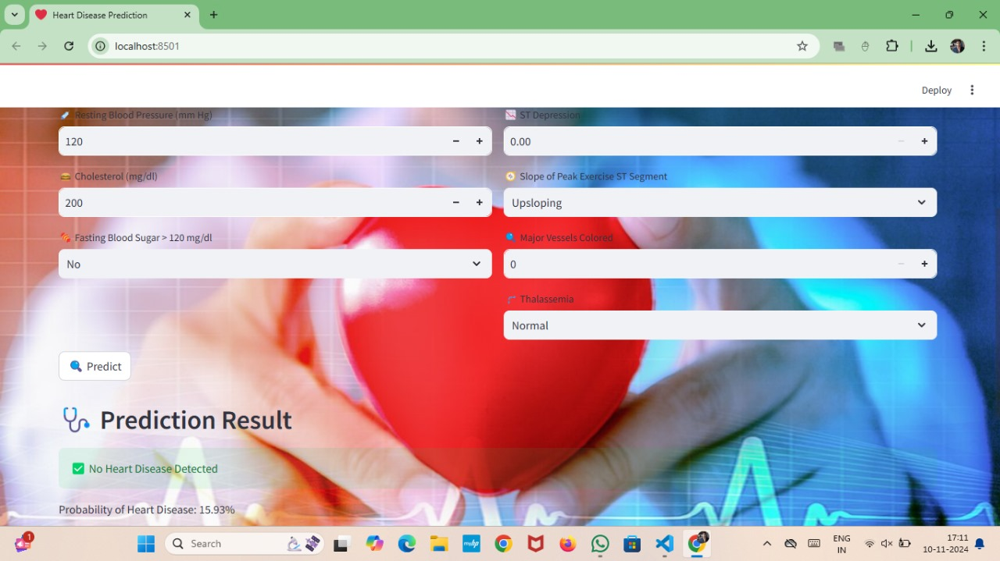 Heart Disease Prediction
localhost:8501
Deploy
Resting Blood Pressure (mm Hg)
120
Cholesterol (mg/dl)
200
Fasting Blood Sugar > 120 mg/dl
No
ST Depression
0.00
Slope of Peak Exercise ST Segment
Upsloping
Major Vessels Colored
0
Thalassemia
Normal
Predict
Prediction Result
No Heart Disease Detected
Probability of Heart Disease: 15.93%
1
Search
myhp
ENG
IN
17:11
10-11-2024